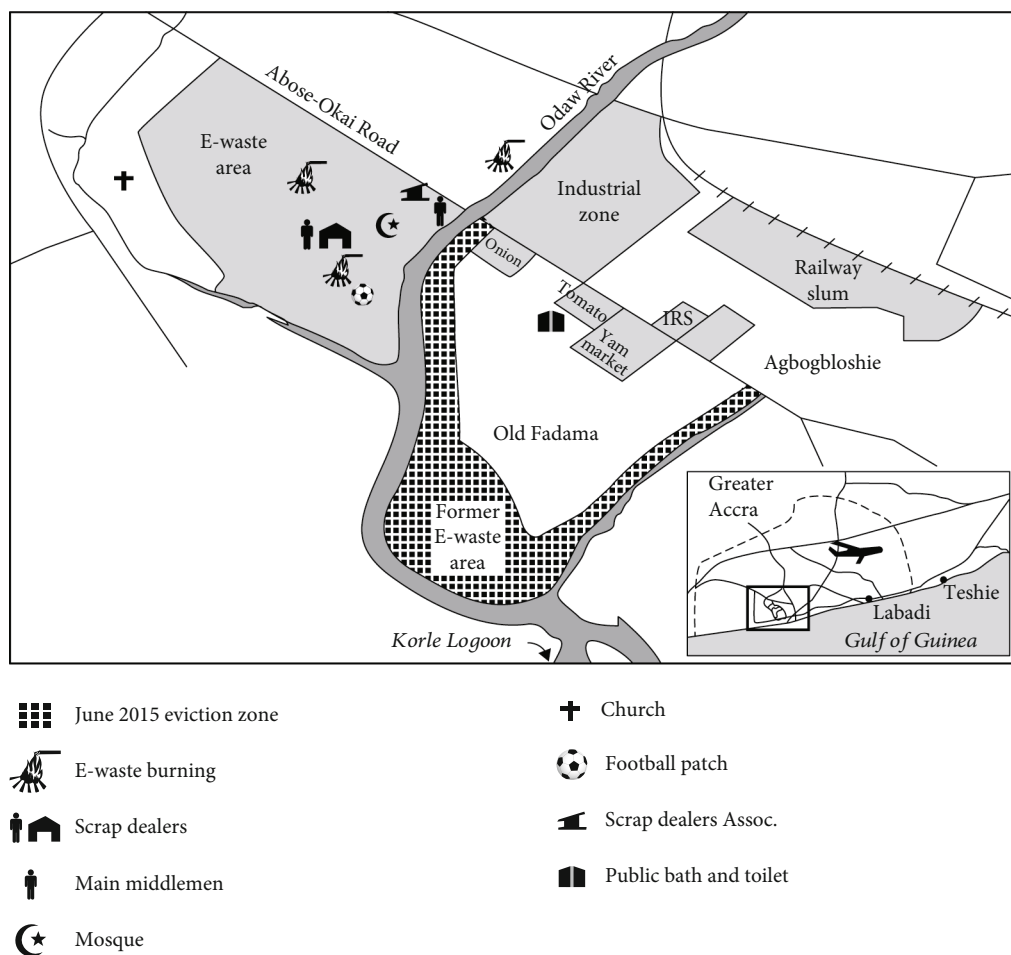 Abose-Okai Road
Odaw River
E-waste
area
Industrial
zone
Onion
Railway
slum
Tomato
IRS
Yam
market
Agbogbloshie
Old Fadama
Former
E-waste
area
Greater
Accra
Teshie
Labadi
Gulf of Guinea
Korle Logoon
June 2015 eviction zone
E-waste burning
Scrap dealers
Main middlemen
Mosque
Church
Football patch
Scrap dealers Assoc.
Public bath and toilet